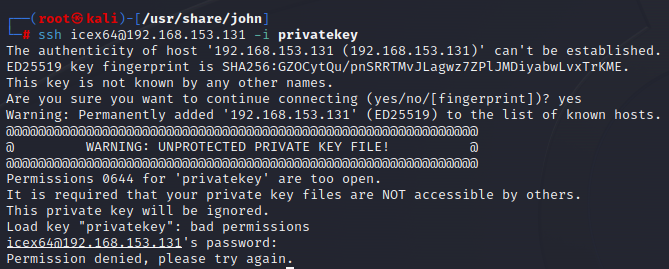 ┌──(root㉿kali)-[/usr/share/john]
└─# ssh icex64@192.168.153.131 -i privatekey
The authenticity of host '192.168.153.131 (192.168.153.131)' can't be established.
ED25519 key fingerprint is SHA256:GZOCytQu/pnSRRTMvJLagwz7ZPlJMDiyabwLvxTrKME.
This key is not known by any other names.
Are you sure you want to continue connecting (yes/no/[fingerprint])? yes
Warning: Permanently added '192.168.153.131' (ED25519) to the list of known hosts.
@@@@@@@@@@@@@@@@@@@@@@@@@@@@@@@@@@@@@@@@@@@@@@@@@@@@@@@@@@@
@         WARNING: UNPROTECTED PRIVATE KEY FILE!          @
@@@@@@@@@@@@@@@@@@@@@@@@@@@@@@@@@@@@@@@@@@@@@@@@@@@@@@@@@@@
Permissions 0644 for 'privatekey' are too open.
It is required that your private key files are NOT accessible by others.
This private key will be ignored.
Load key "privatekey": bad permissions
icex64@192.168.153.131's password:
Permission denied, please try again.